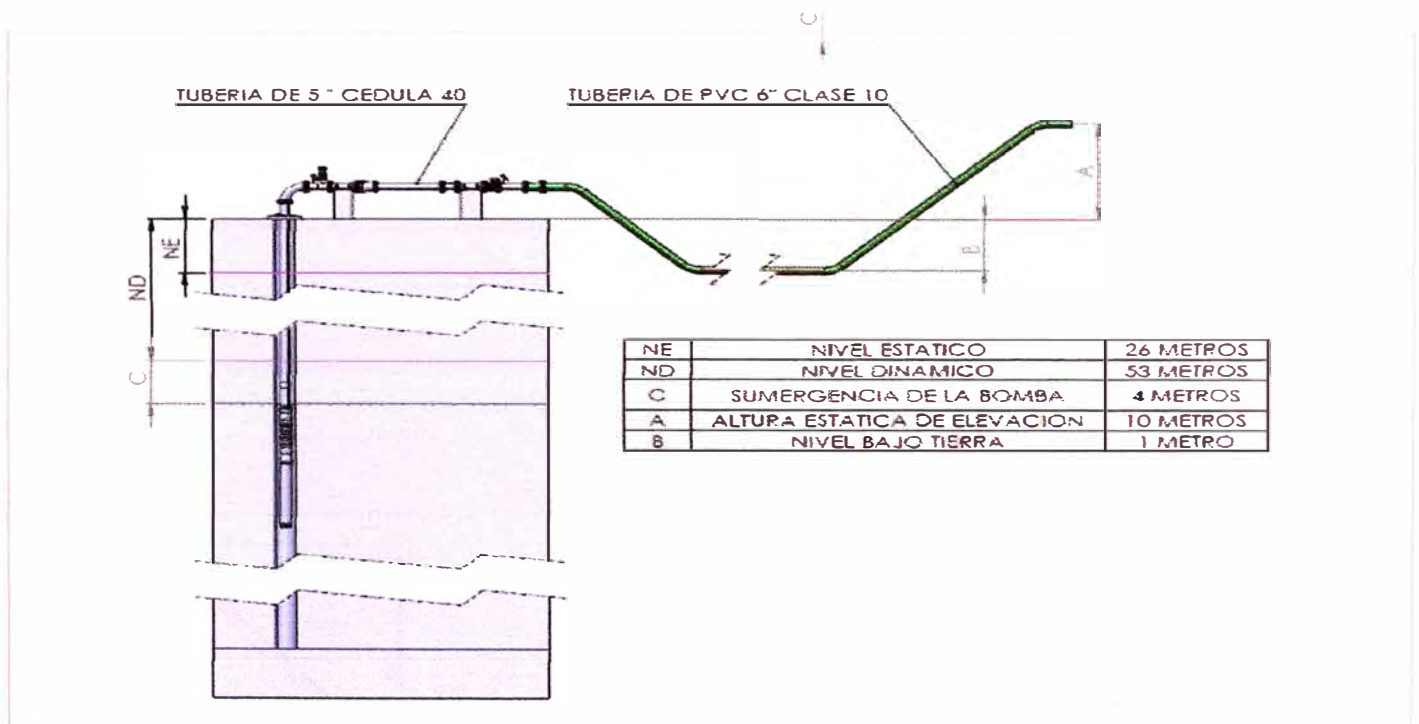 C
TUBERIA DE 5" CEDULA 40
TUBERIA DE PVC 6" CLASE 10
A
NE
B
ND
C
NE NIVEL ESTATICO 26 METROS
ND NIVEL DINAMICO 53 METROS
C SUMERGENCIA DE LA BOMBA 4 METROS
A ALTURA ESTATICA DE ELEVACION 10 METROS
B NIVEL BAJO TIERRA 1 METRO